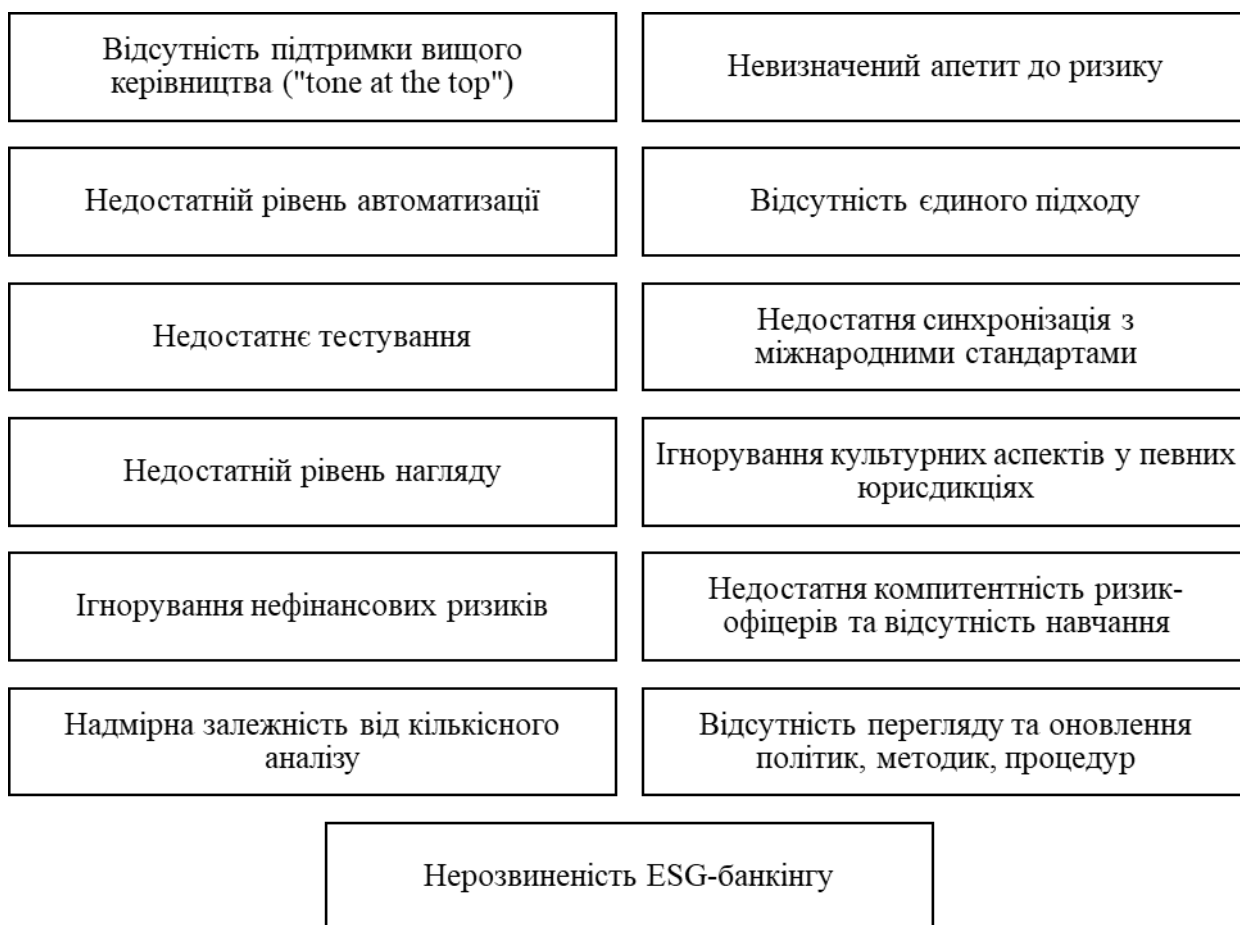 Відсутність підтримки вищого
керівництва ("tone at the top")
Невизначений апетит до ризику
Недостатній рівень автоматизації
Відсутність єдиного підходу
Недостатнє тестування
Недостатня синхронізація з
міжнародними стандартами
Недостатній рівень нагляду
Ігнорування культурних аспектів у певних
юрисдикціях
Ігнорування нефінансових ризиків
Недостатня компитентність ризик-
офіцерів та відсутність навчання
Надмірна залежність від кількісного
аналізу
Відсутність перегляду та оновлення
політик, методик, процедур
Нерозвиненість ESG-банкінгу